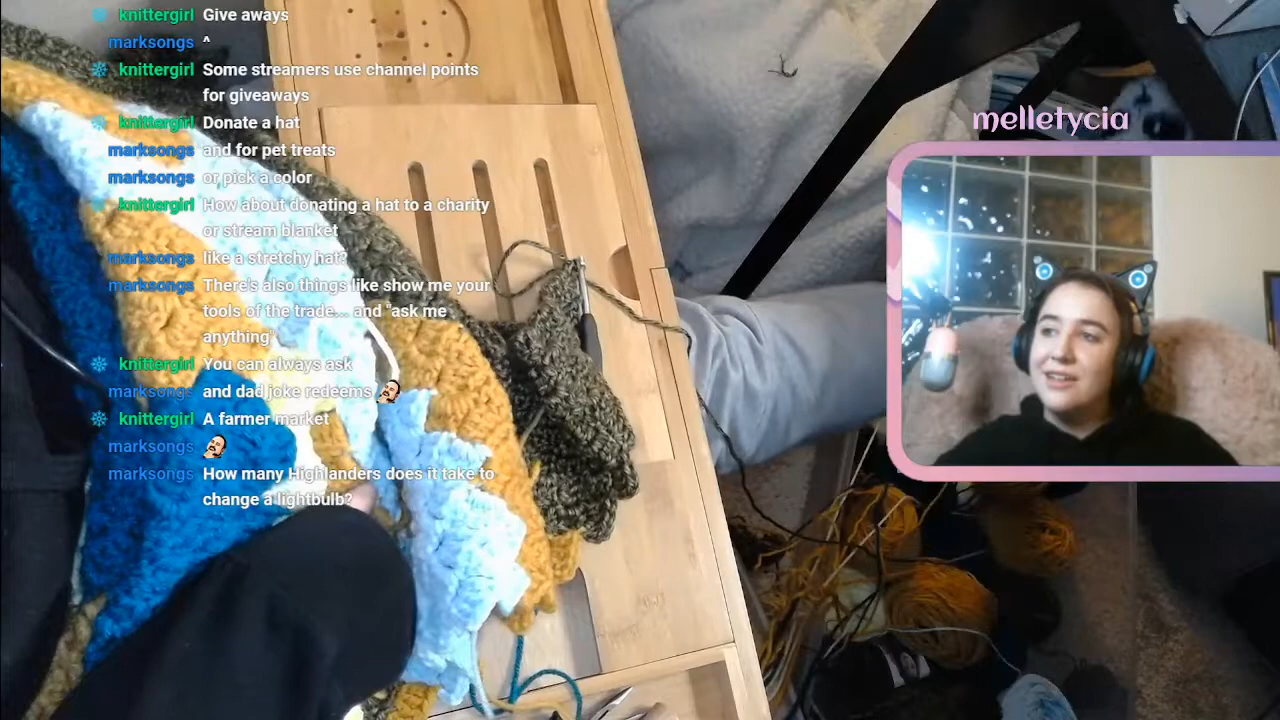 knittergirl Give aways
marksongs ^
knittergirl Some streamers use channel points
for giveaways
knittergirl Donate a hat
marksongs and for pet treats
marksongs or pick a color
knittergirl How about donating a hat to a charity
or stream blanket
marksongs like a stretchy hat?
marksongs There's also things like show me your
tools of the trade... and "ask me
anything"
knittergirl You can always ask
marksongs and dad joke redeems
knittergirl A farmer market
marksongs
marksongs How many Highlanders does it take to
change a lightbulb?
melletycia